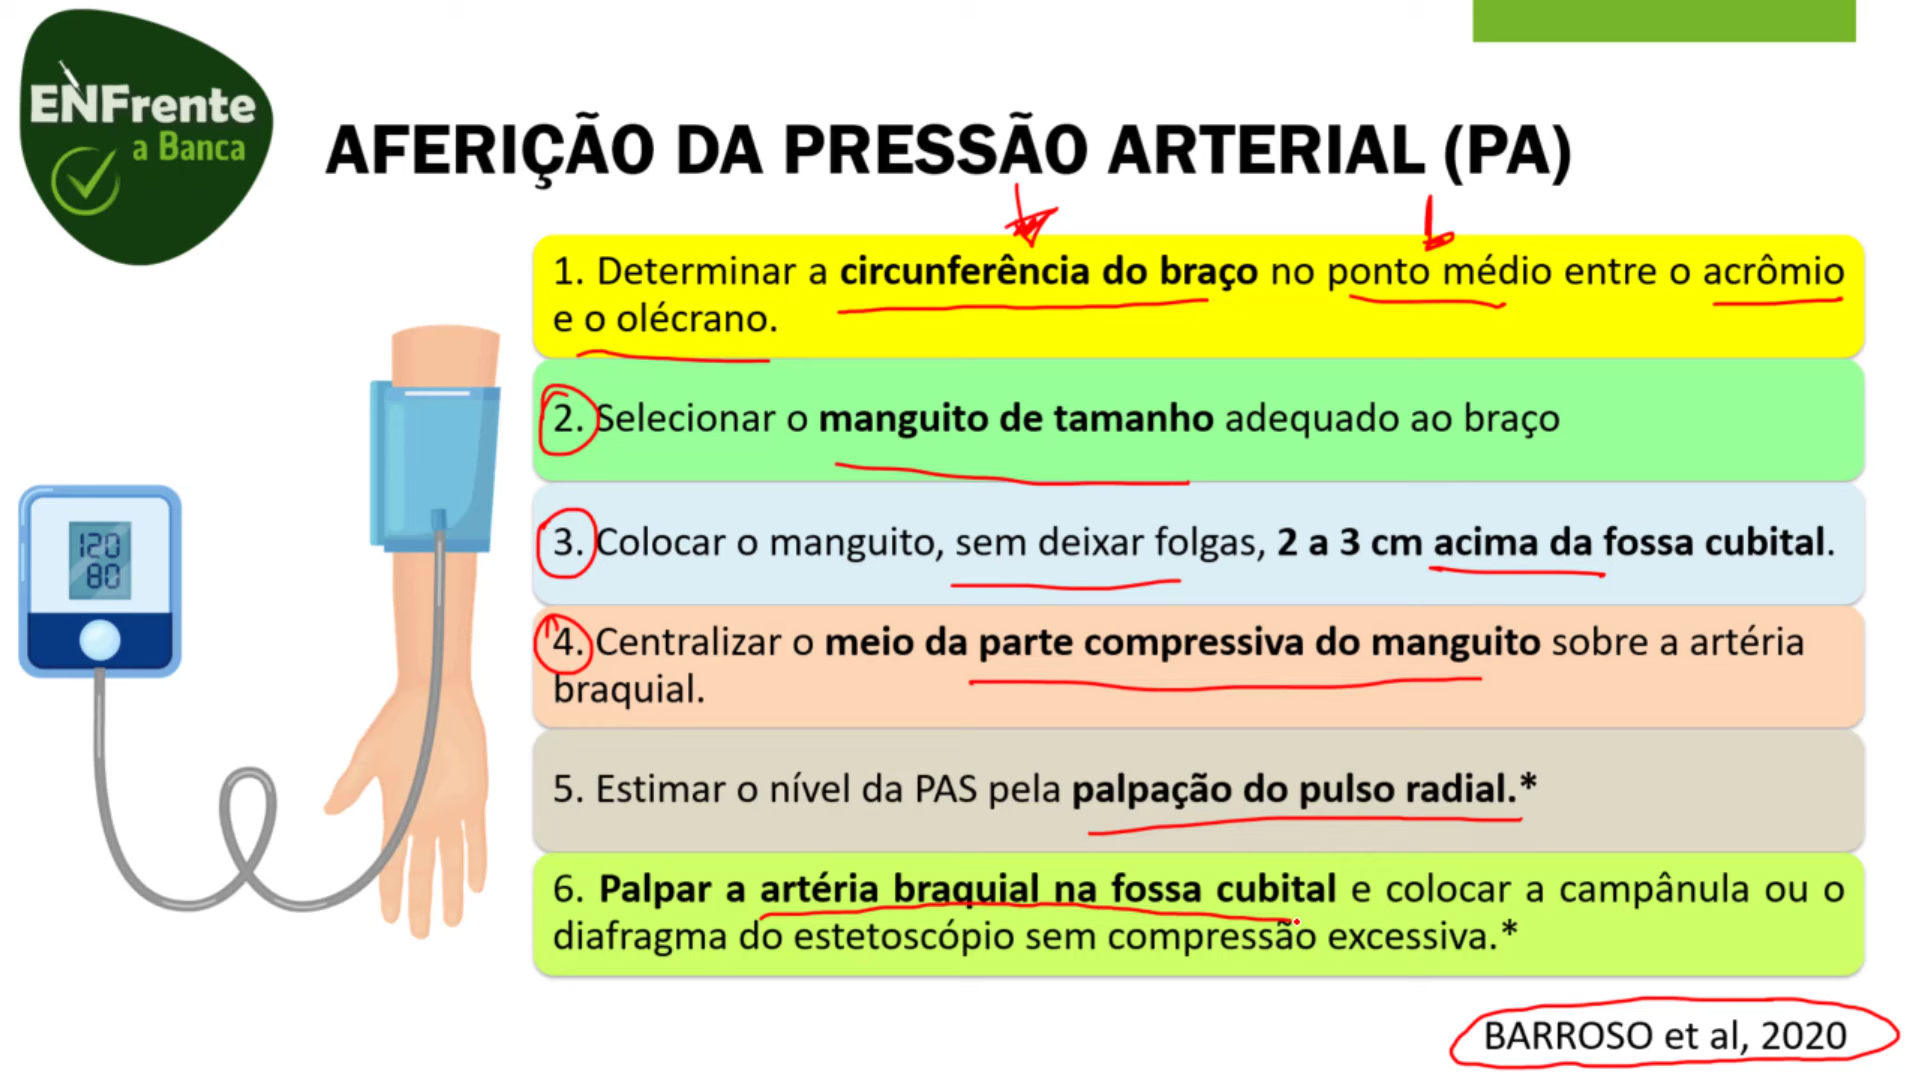 ENFrente
a Banca
AFERIÇÃO DA PRESSÃO ARTERIAL (PA)
1. Determinar a circunferência do braço no ponto médio entre o acrômio
e o olécrano.
2. Selecionar o manguito de tamanho adequado ao braço
3. Colocar o manguito, sem deixar folgas, 2 a 3 cm acima da fossa cubital.
4. Centralizar o meio da parte compressiva do manguito sobre a artéria
braquial.
5. Estimar o nível da PAS pela palpação do pulso radial.*
6. Palpar a artéria braquial na fossa cubital e colocar a campânula ou o
diafragma do estetoscópio sem compressão excessiva.*
120
80
BARROSO et al, 2020